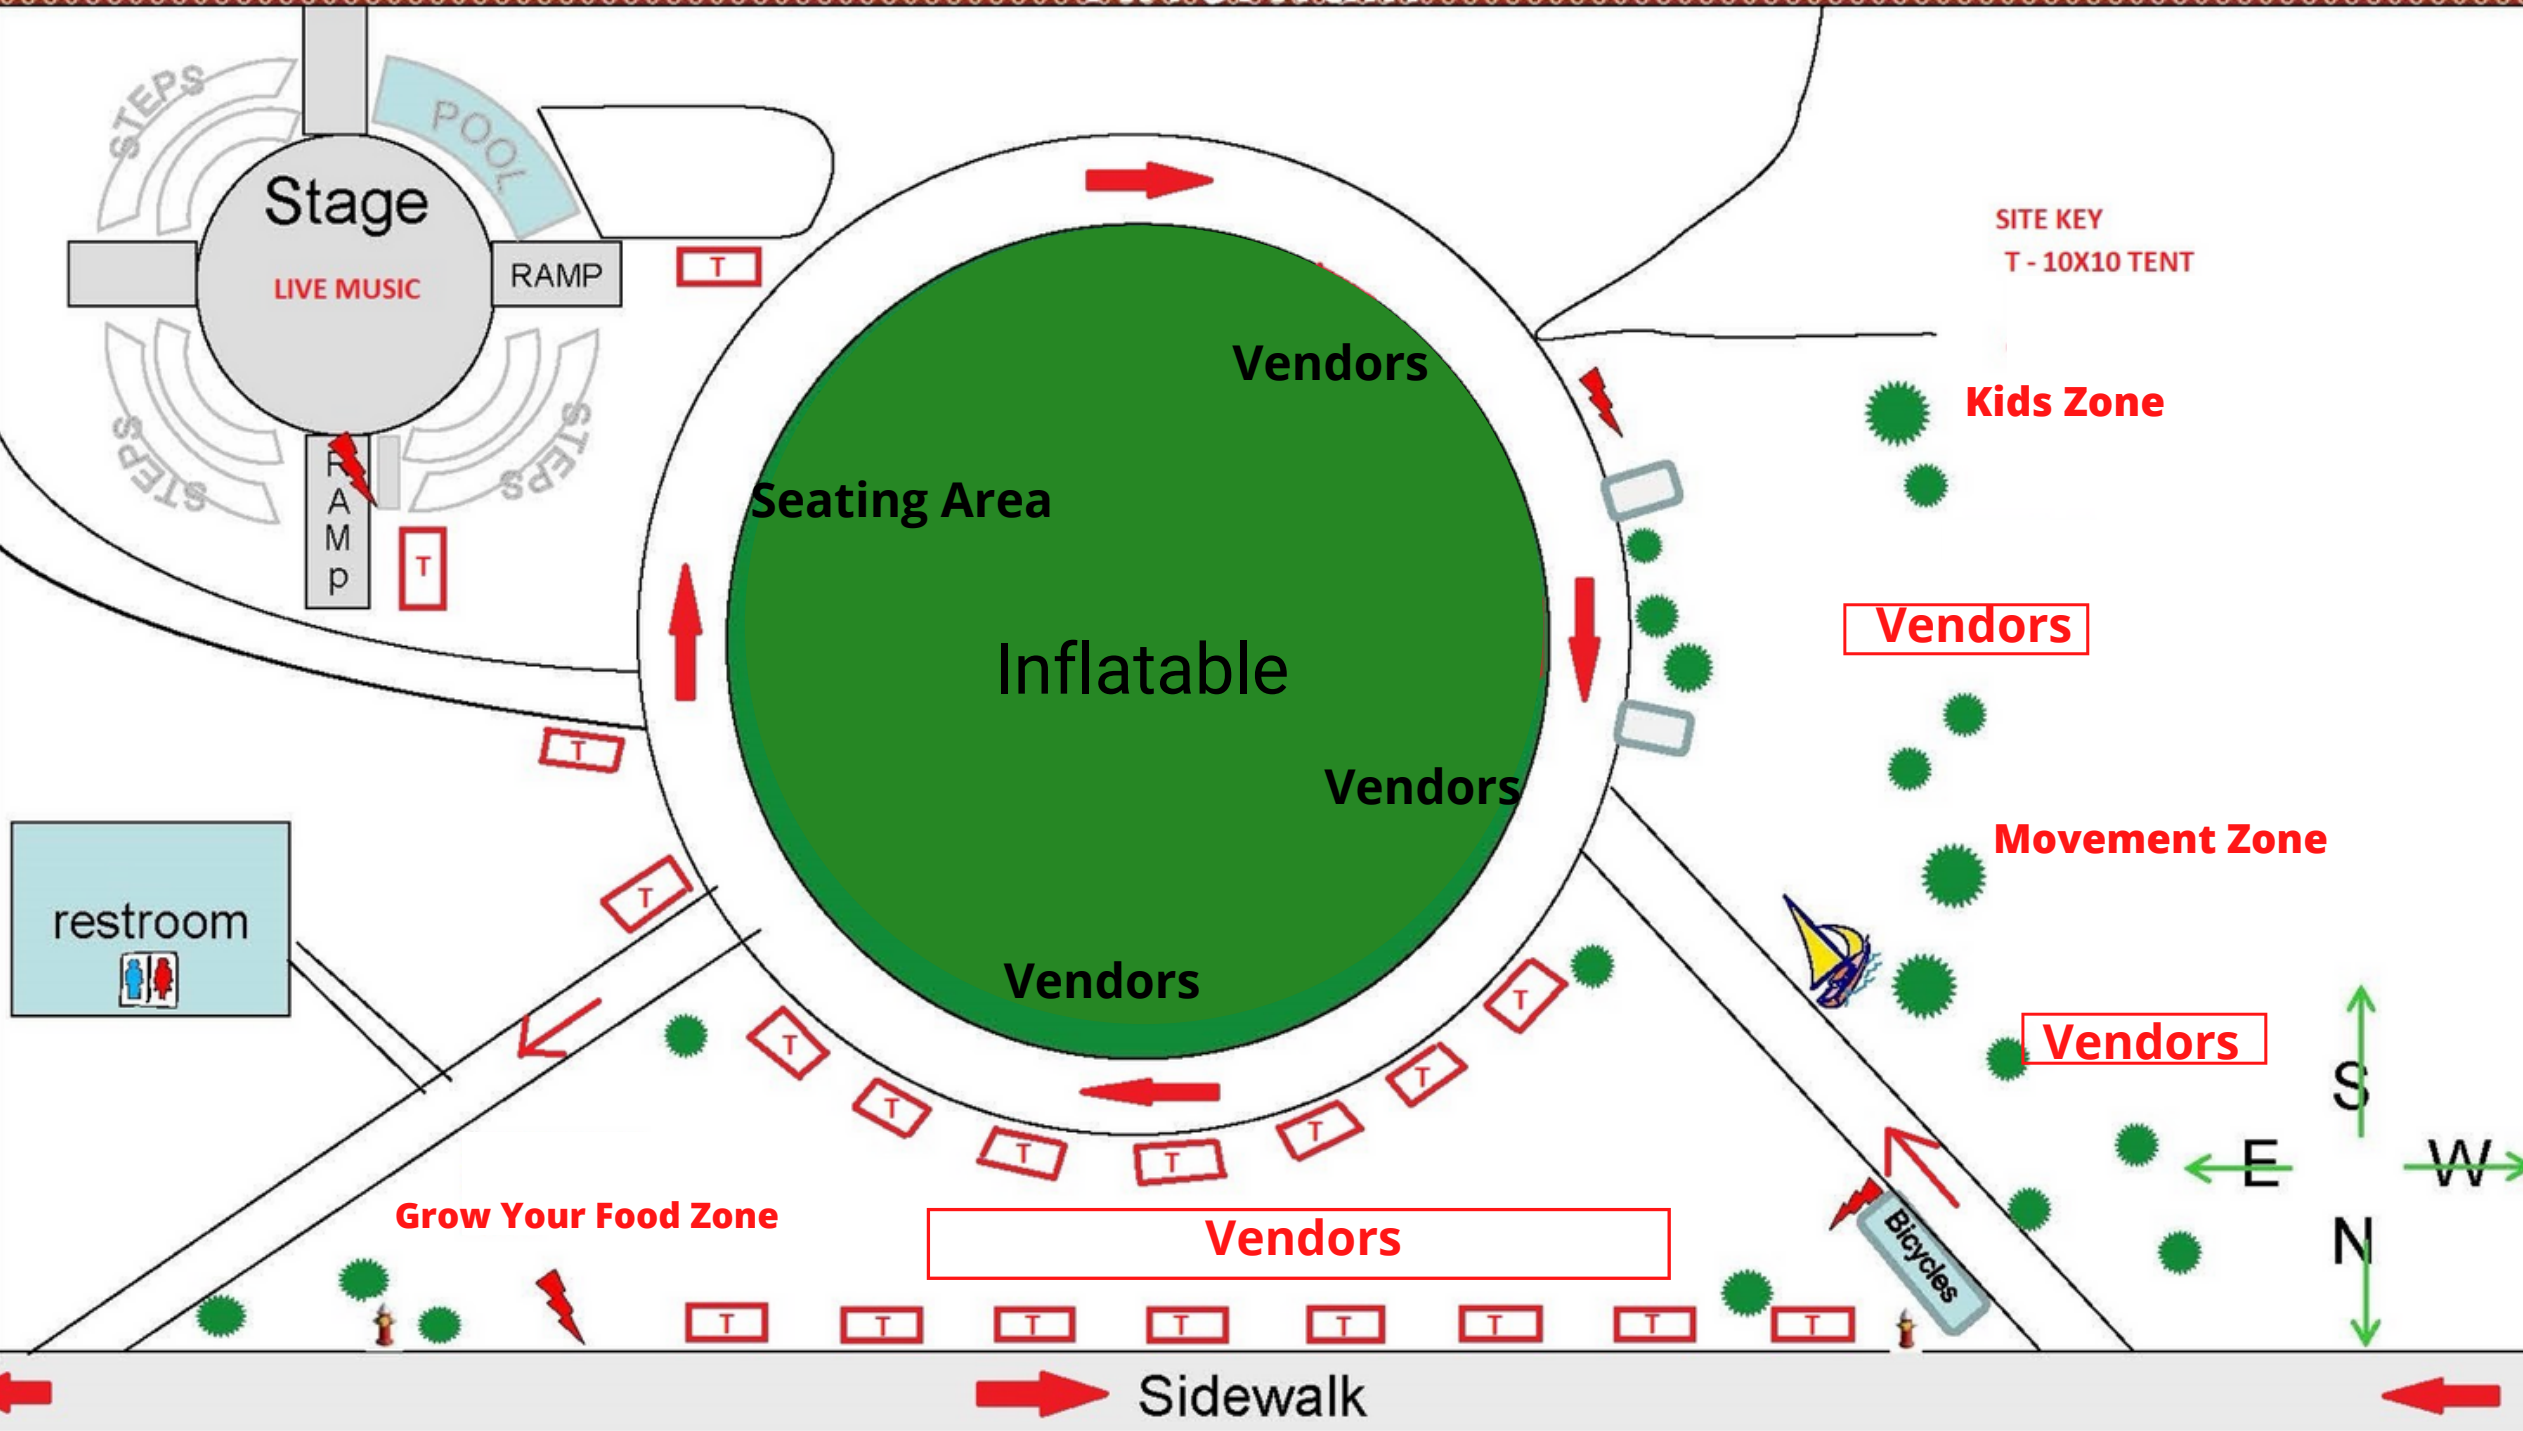 STEPS
POOL
Stage
LIVE MUSIC
RAMP
T
SITE KEY
T - 10X10 TENT
Vendors
Kids Zone
Seating Area
STEPS
STEPS
RAMp
T
Vendors
Inflatable
T
Vendors
Movement Zone
T
restroom
Vendors
T
T
Vendors
T
S
T
T
T
T
T
E
W
Grow Your Food Zone
Vendors
N
Bicycles
T
T
T
T
T
T
T
T
Sidewalk